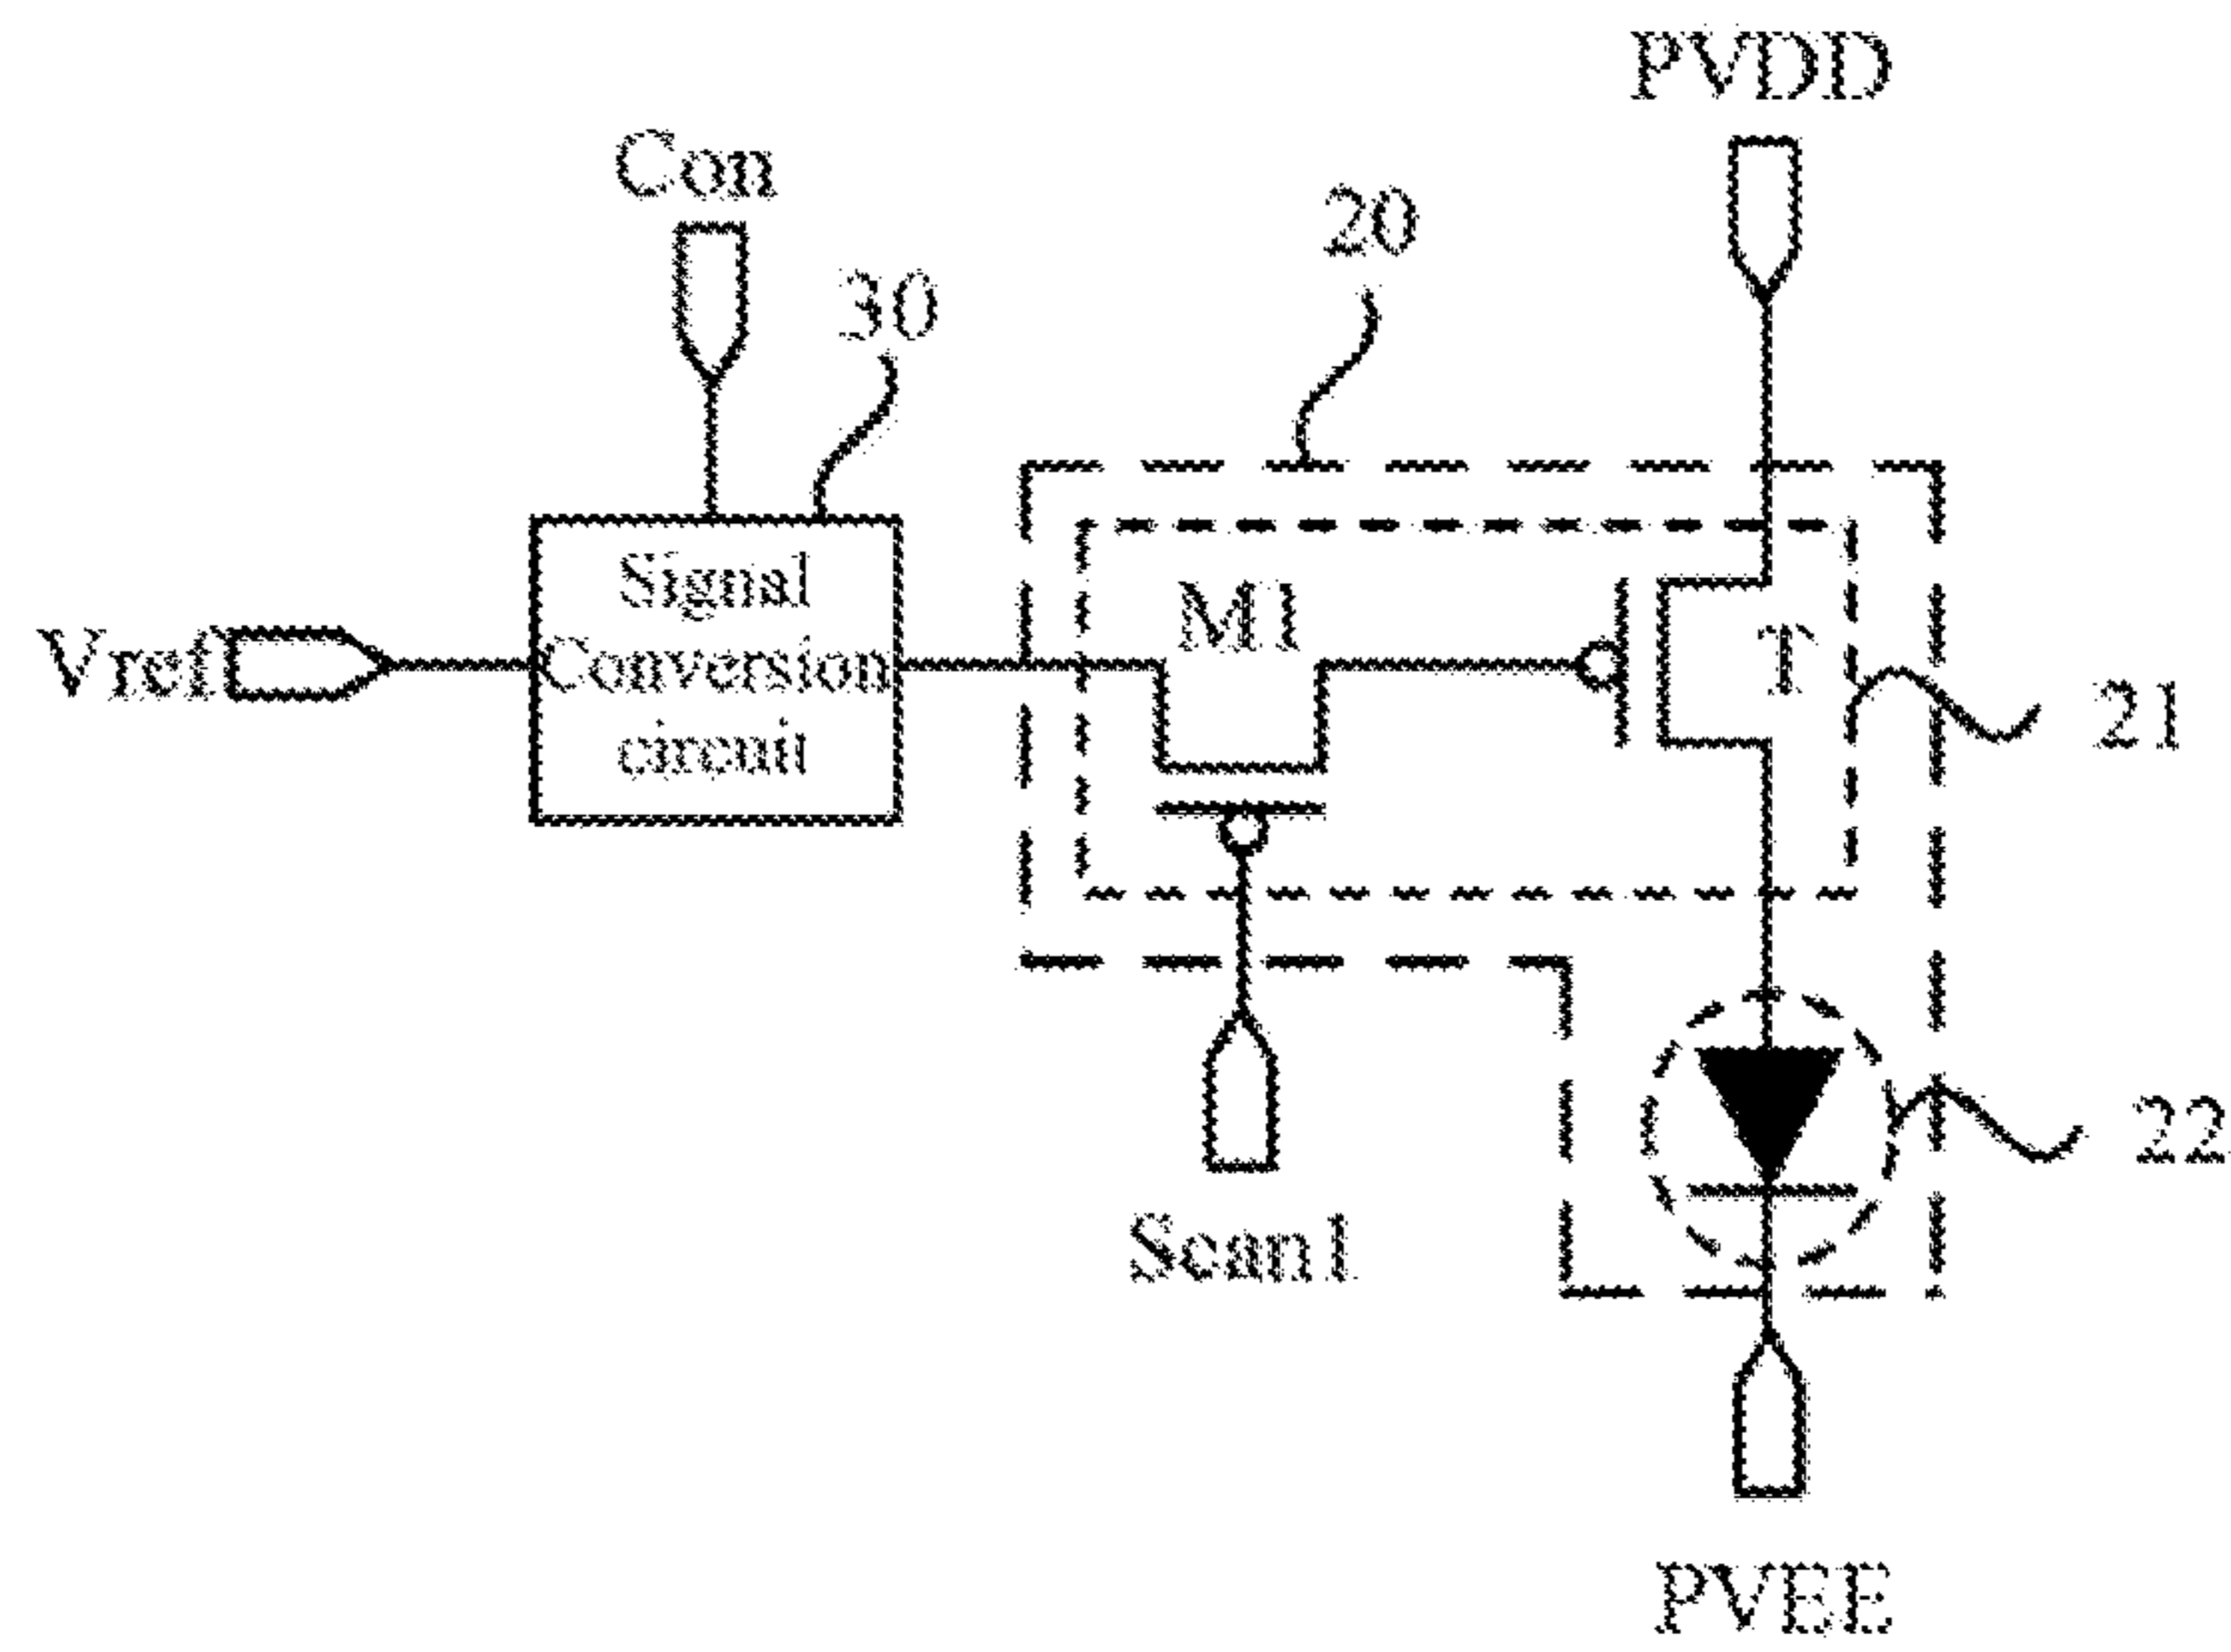 PVDD
Con
20
30
Signal
Conversion
circuit
Vref
M1
T
21
22
Scan1
PVEE